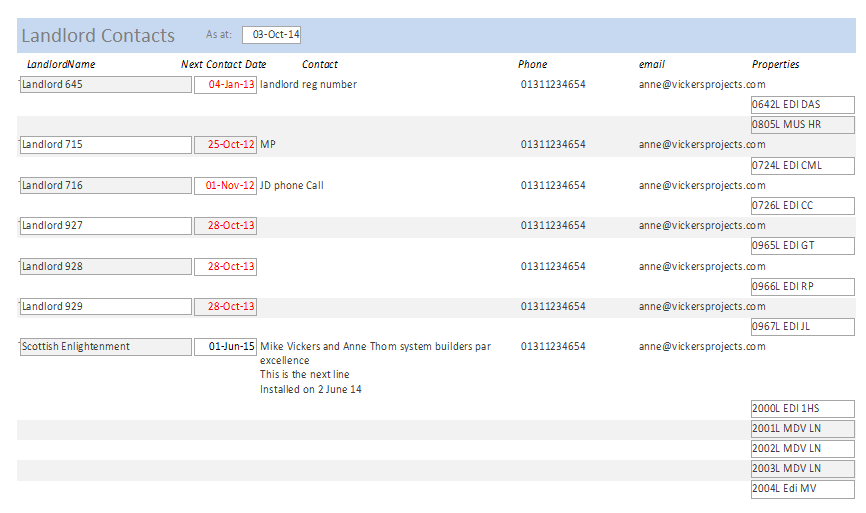 Landlord Contacts As at: 03-Oct-14
LandlordName Next Contact Date Contact Phone email Properties
Landlord 645 04-Jan-13 landlord reg number 01311234654 anne@vickersprojects.com
0642L EDI DAS
0805L MUS HR
Landlord 715 25-Oct-12 MP 01311234654 anne@vickersprojects.com
0724L EDI CML
Landlord 716 01-Nov-12 JD phone Call 01311234654 anne@vickersprojects.com
0726L EDI CC
Landlord 927 28-Oct-13 01311234654 anne@vickersprojects.com
0965L EDI GT
Landlord 928 28-Oct-13 01311234654 anne@vickersprojects.com
0966L EDI RP
Landlord 929 28-Oct-13 01311234654 anne@vickersprojects.com
0967L EDI JL
Scottish Enlightenment 01-Jun-15 Mike Vickers and Anne Thom system builders par 01311234654 anne@vickersprojects.com
excellence
This is the next line
Installed on 2 June 14
2000L EDI 1HS
2001L MDV LN
2002L MDV LN
2003L MDV LN
2004L Edi MV